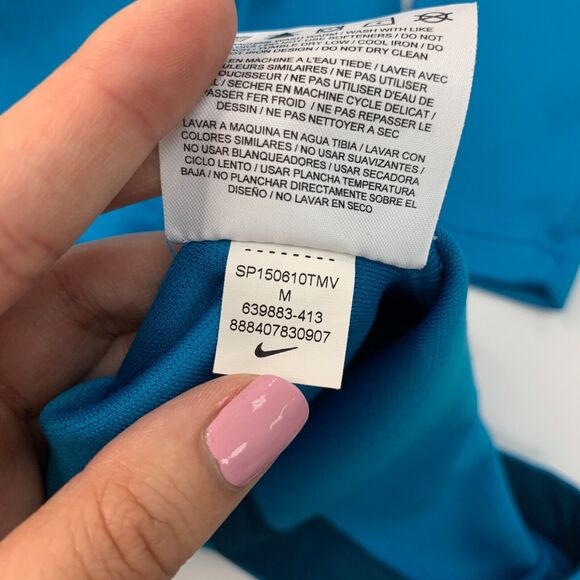 WARM / WASH WITH LIKE
SOFTENERS / DO NOT
TUMBLE DRY LOW / COOL IRON / DO
DESIGN / DO NOT DRY CLEAN
EN MACHINE A L'EAU TIEDE / LAVER AVEC
COULEURS SIMILAIRES / NE PAS UTILISER
ADOUCISSEUR / NE PAS UTILISER D'EAU DE
/ SECHER EN MACHINE CYCLE DELICAT /
REPASSER FER FROID / NE PAS REPASSER LE
DESSIN / NE PAS NETTOYER A SEC
LAVAR A MAQUINA EN AGUA TIBIA / LAVAR CON
COLORES SIMILARES / NO USAR SUAVIZANTES /
NO USAR BLANQUEADORES / USAR SECADORA
CICLO LENTO / USAR PLANCHA TEMPERATURA
BAJA / NO PLANCHAR DIRECTAMENTE SOBRE EL
DISEÑO / NO LAVAR EN SECO
SP150610TMV
M
639883-413
888407830907